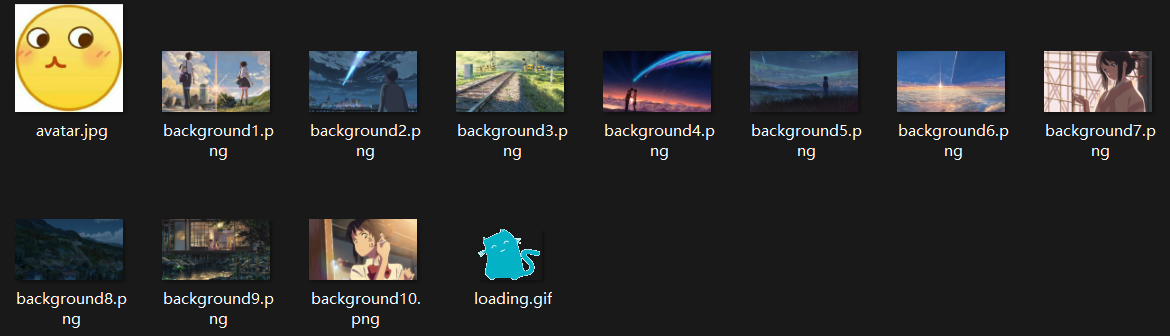 avatar.jpg
background1.p
ng
background2.p
ng
background3.p
ng
background4.p
ng
background5.p
ng
background6.p
ng
background7.p
ng
background8.p
ng
background9.p
ng
background10.
png
loading.gif